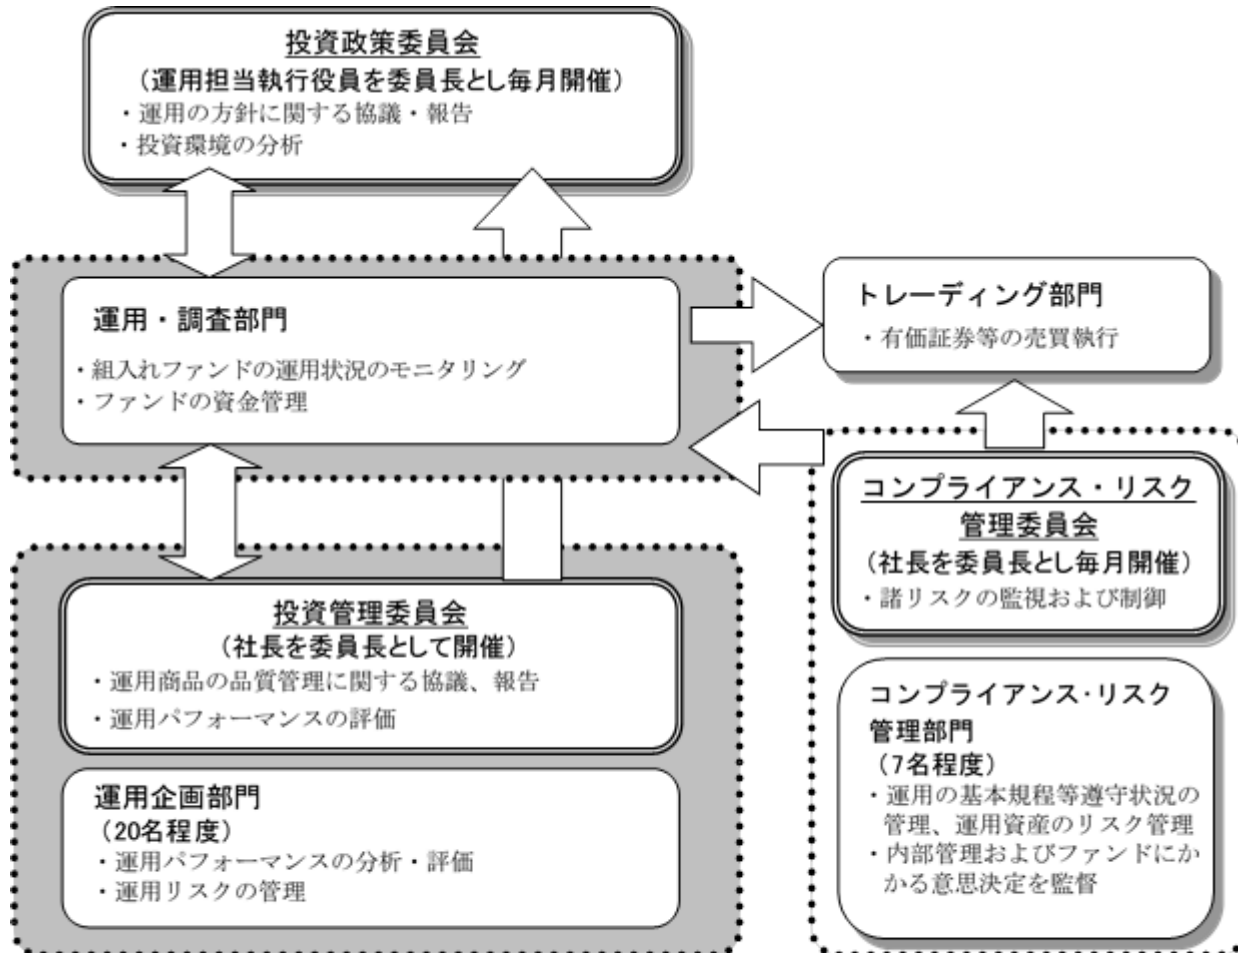 投資政策委員会
（運用担当執行役員を委員長とし毎月開催）
・運用の方針に関する協議・報告
・投資環境の分析
運用・調査部門
・組入れファンドの運用状況のモニタリング
・ファンドの資金管理
トレーディング部門
・有価証券等の売買執行
投資管理委員会
（社長を委員長として開催）
・運用商品の品質管理に関する協議、報告
・運用パフォーマンスの評価
運用企画部門
（20名程度）
・運用パフォーマンスの分析・評価
・運用リスクの管理
コンプライアンス・リスク
管理委員会
（社長を委員長とし毎月開催）
・諸リスクの監視および制御
コンプライアンス・リスク
管理部門
（7名程度）
・運用の基本規程等遵守状況の
管理、運用資産のリスク管理
・内部管理およびファンドにか
かる意思決定を監督